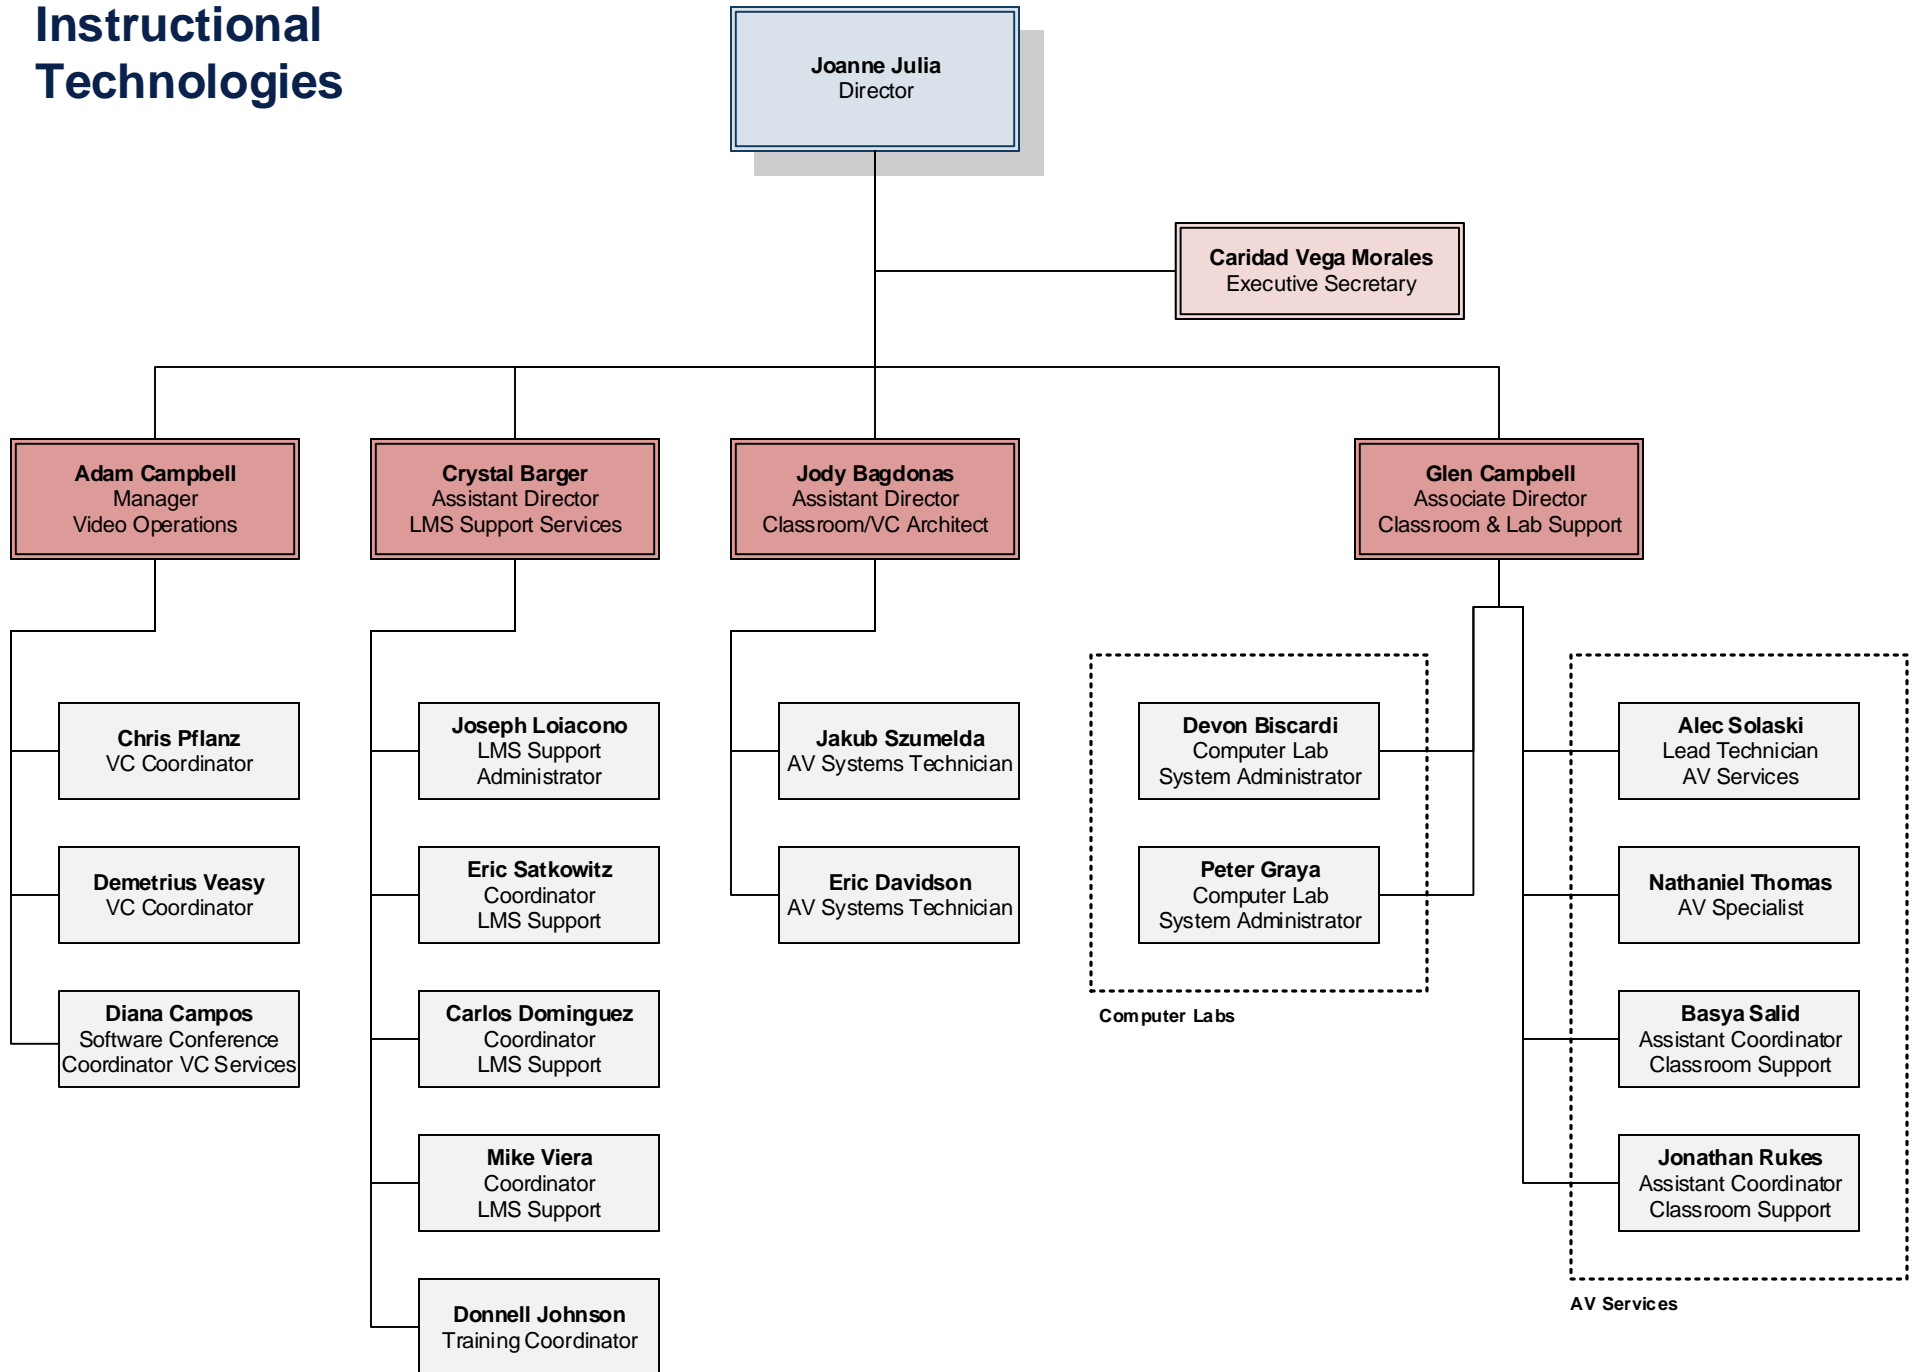 Instructional
Technologies
Joanne Julia
Director
Caridad Vega Morales
Executive Secretary
Adam Campbell
Manager
Video Operations
Crystal Barger
Assistant Director
LMS Support Services
Jody Bagdonas
Assistant Director
Classroom/VC Architect
Glen Campbell
Associate Director
Classroom & Lab Support
Chris Pflanz
VC Coordinator
Demetrius Veasy
VC Coordinator
Diana Campos
Software Conference
Coordinator VC Services
Joseph Loiacono
LMS Support
Administrator
Eric Satkowitz
Coordinator
LMS Support
Carlos Dominguez
Coordinator
LMS Support
Mike Viera
Coordinator
LMS Support
Donnell Johnson
Training Coordinator
Jakub Szumelda
AV Systems Technician
Eric Davidson
AV Systems Technician
Devon Biscardi
Computer Lab
System Administrator
Peter Graya
Computer Lab
System Administrator
Computer Labs
Alec Solaski
Lead Technician
AV Services
Nathaniel Thomas
AV Specialist
Basya Salid
Assistant Coordinator
Classroom Support
Jonathan Rukes
Assistant Coordinator
Classroom Support
AV Services